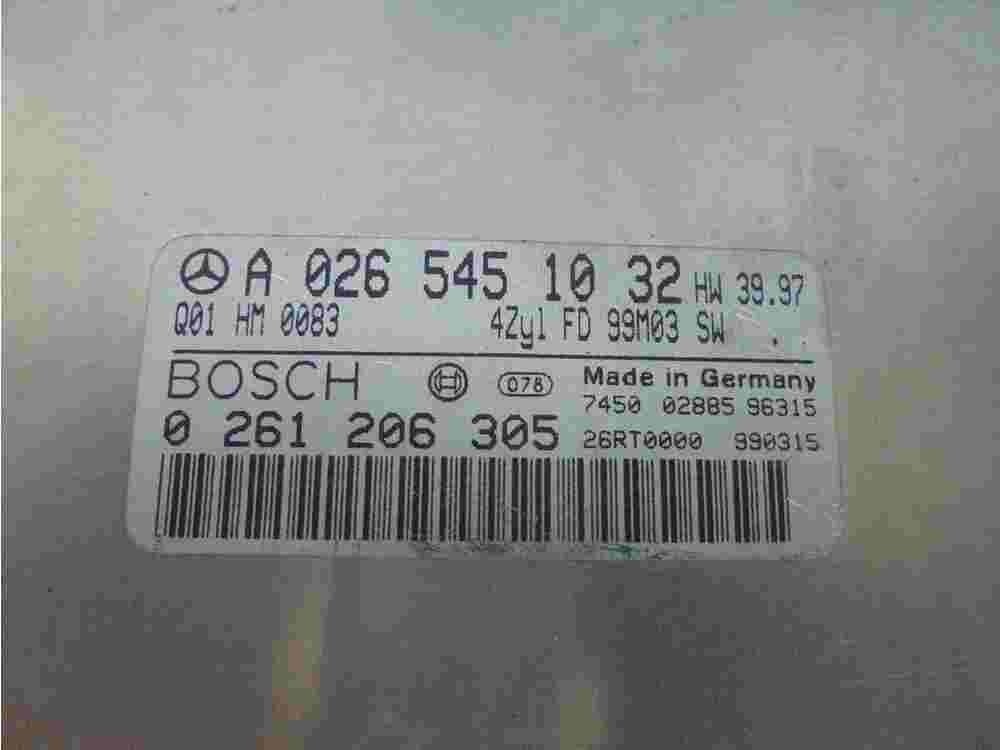 A 026 545 10 32 HW 39.97
Q01 HM 0083 4Zyl FD 99M03 SW . .
BOSCH 078 Made in Germany
7450 02885 96315
0 261 206 305 26RT0000 990315